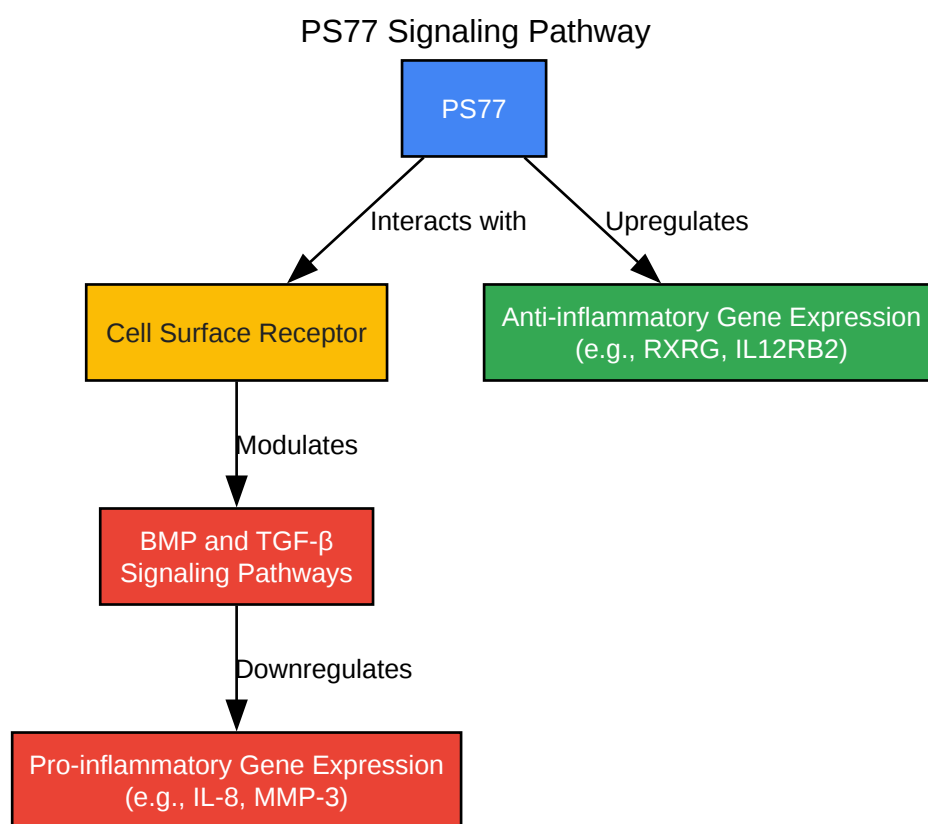 PS77 Signaling Pathway
PS77
Interacts with
Upregulates
Cell Surface Receptor
Anti-inflammatory Gene Expression
(e.g., RXRG, IL12RB2)
Modulates
BMP and TGF-β
Signaling Pathways
Downregulates
Pro-inflammatory Gene Expression
(e.g., IL-8, MMP-3)